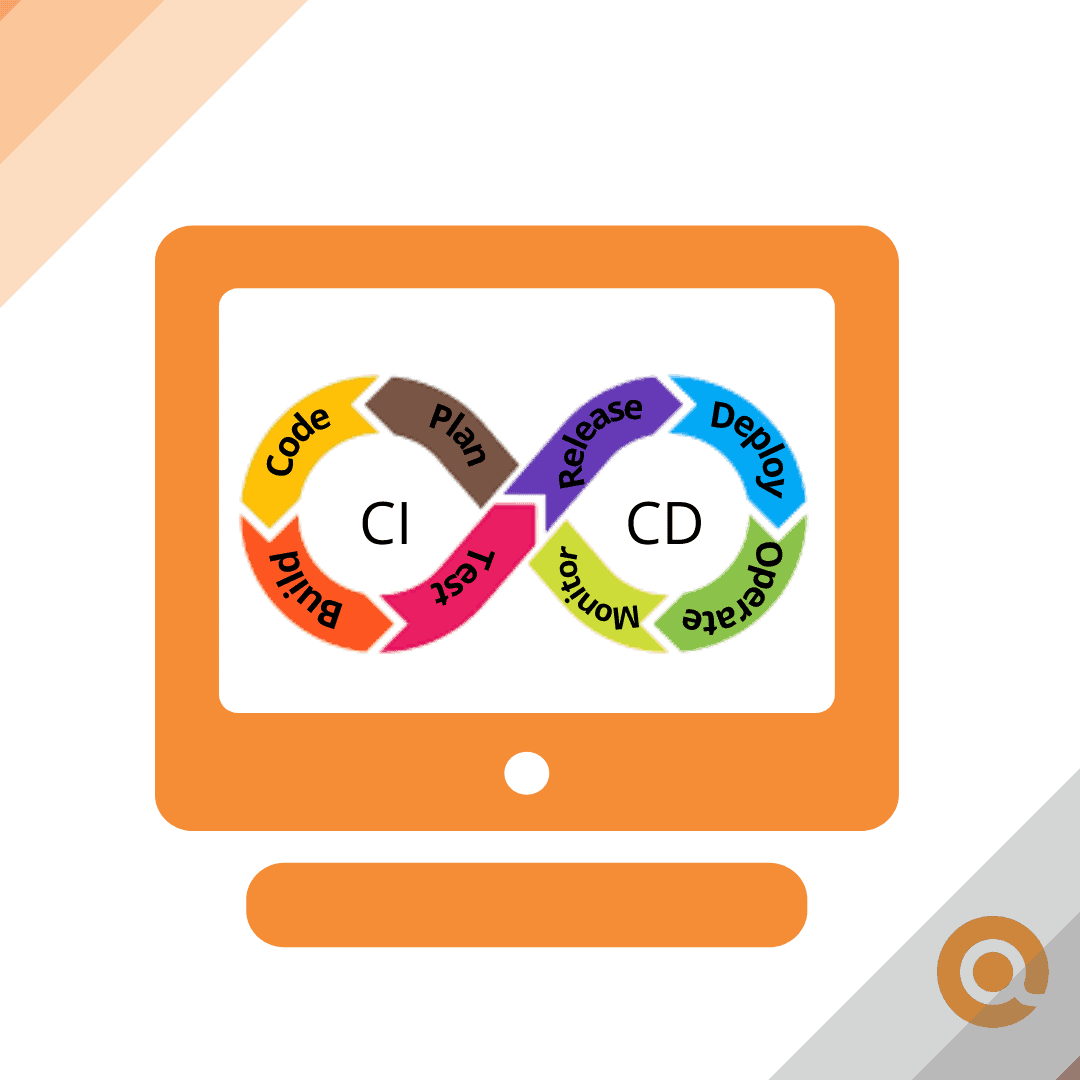 Code
Plan
Release
Deploy
CI
CD
Build
Test
Monitor
Operate